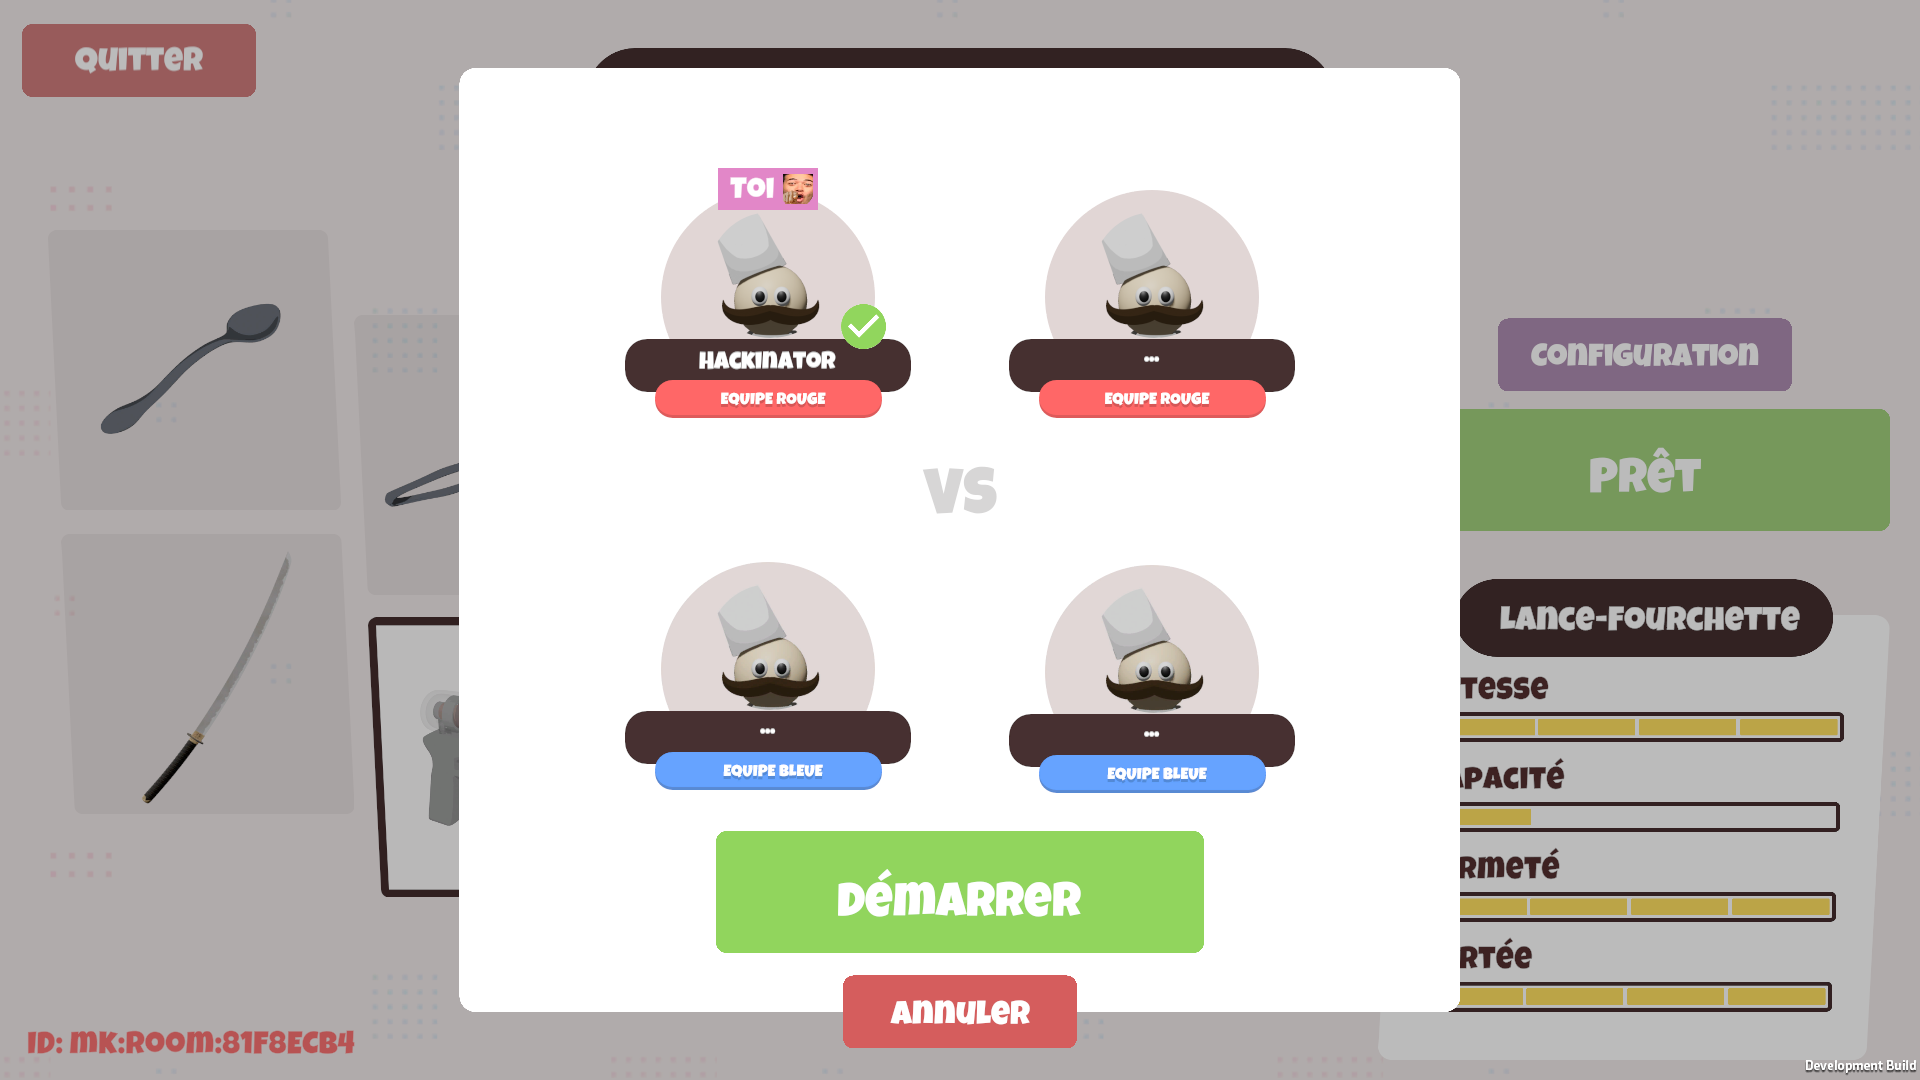 QUITTER
TOI
HACKINATOR
EQUIPE ROUGE
...
EQUIPE ROUGE
VS
...
EQUIPE BLEUE
...
EQUIPE BLEUE
DÉMARRER
ANNULER
CONFIGURATION
PRÊT
LANCE-FOURCHETTE
TESSE
APACITÉ
RMETÉ
RTÉE
ID: MK:ROOM:81F8ECB4
Development Build